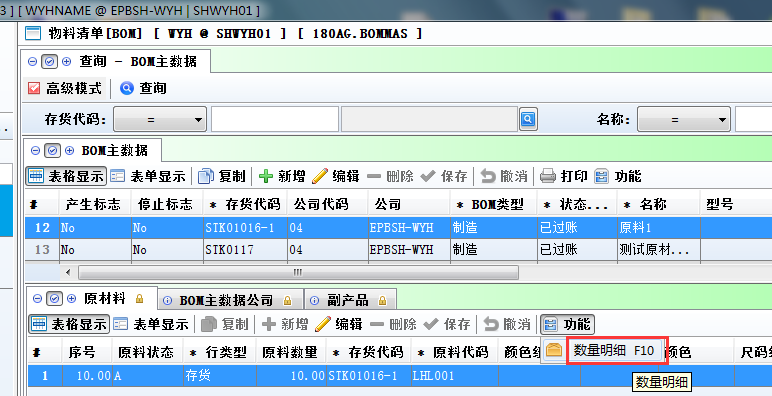 3 ] [ WYHNAME @ EPBSH-WYH | SHWYH01 ]
物料清单[BOM] [ WYH @ SHWYH01 ] [ 180AG.BOMMAS ]
查询 - BOM主数据
高级模式 查询
存货代码: = 名称: =
BOM主数据
表格显示 表单显示 复制 新增 编辑 删除 保存 撤消 打印 功能
# 产生标志 停止标志 * 存货代码 公司代码 公司 * BOM类型 * 状态... * 名称 型号
12 No No STK01016-1 04 EPBSH-WYH 制造 已过账 原料1
13 No No STK0117 04 EPBSH-WYH 制造 已过账 测试原材...
原材料 BOM主数据公司 副产品
表格显示 表单显示 复制 新增 编辑 删除 保存 撤消 功能
数量明细 F10
# 序号 原料状态 * 行类型 原料数量 * 存货代码 * 原料代码 颜色 颜色 尺码
1 10.00 A 存货 10.00 STK01016-1 LHL001
数量明细